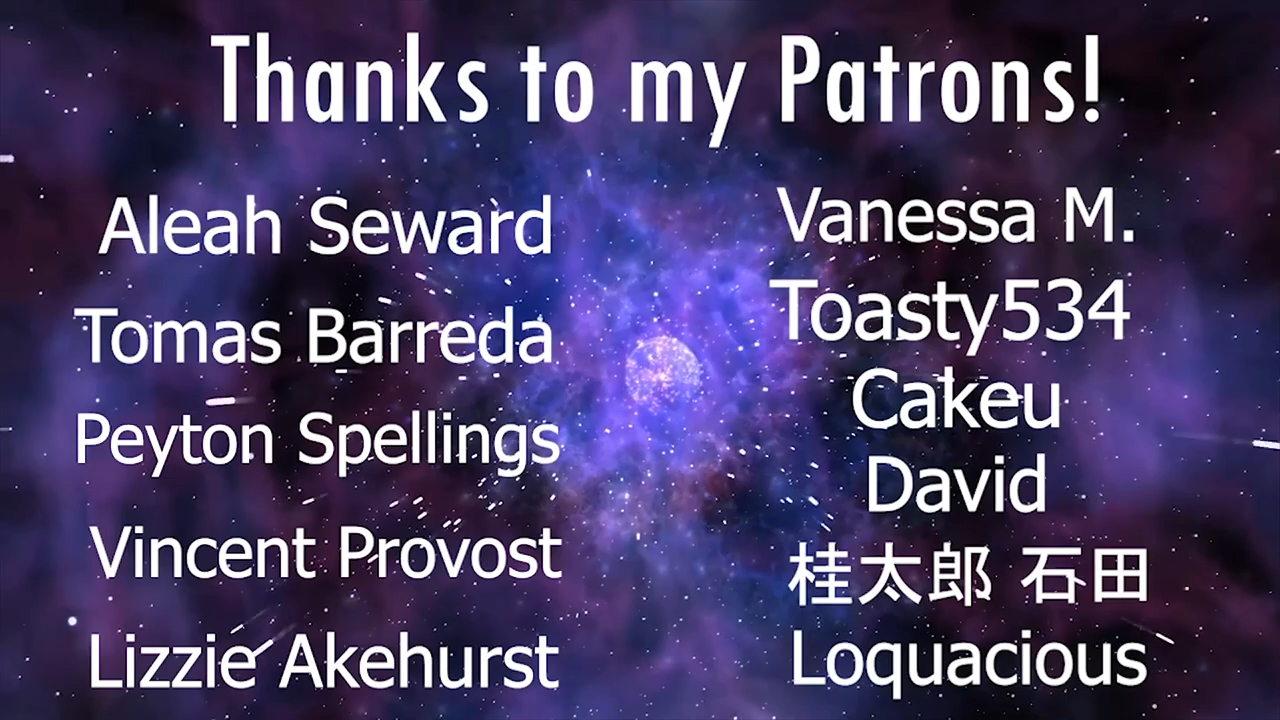 Thanks to my Patrons!
Aleah Seward
Tomas Barreda
Peyton Spellings
Vincent Provost
Lizzie Akehurst
Vanessa M.
Toasty534
Cakeu
David
桂太郎 石田
Loquacious